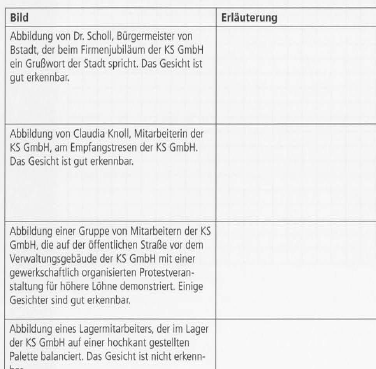 Bild Erläuterung
Abbildung von Dr. Scholl, Bürgermeister von
Bstadt, der beim Firmenjubiläum der KS GmbH
ein Grußwort der Stadt spricht. Das Gesicht ist
gut erkennbar.
Abbildung von Claudia Knoll, Mitarbeiterin der
KS GmbH, am Empfangstresen der KS GmbH.
Das Gesicht ist gut erkennbar.
Abbildung einer Gruppe von Mitarbeitern der KS
GmbH, die auf der öffentlichen Straße vor dem
Verwaltungsgebäude der KS GmbH mit einer
gewerkschaftlich organisierten Protestveran-
staltung für höhere Löhne demonstriert. Einige
Gesichter sind gut erkennbar.
Abbildung eines Lagermitarbeiters, der im Lager
der KS GmbH auf einer hochkant gestellten
Palette balanciert. Das Gesicht ist nicht erkenn-